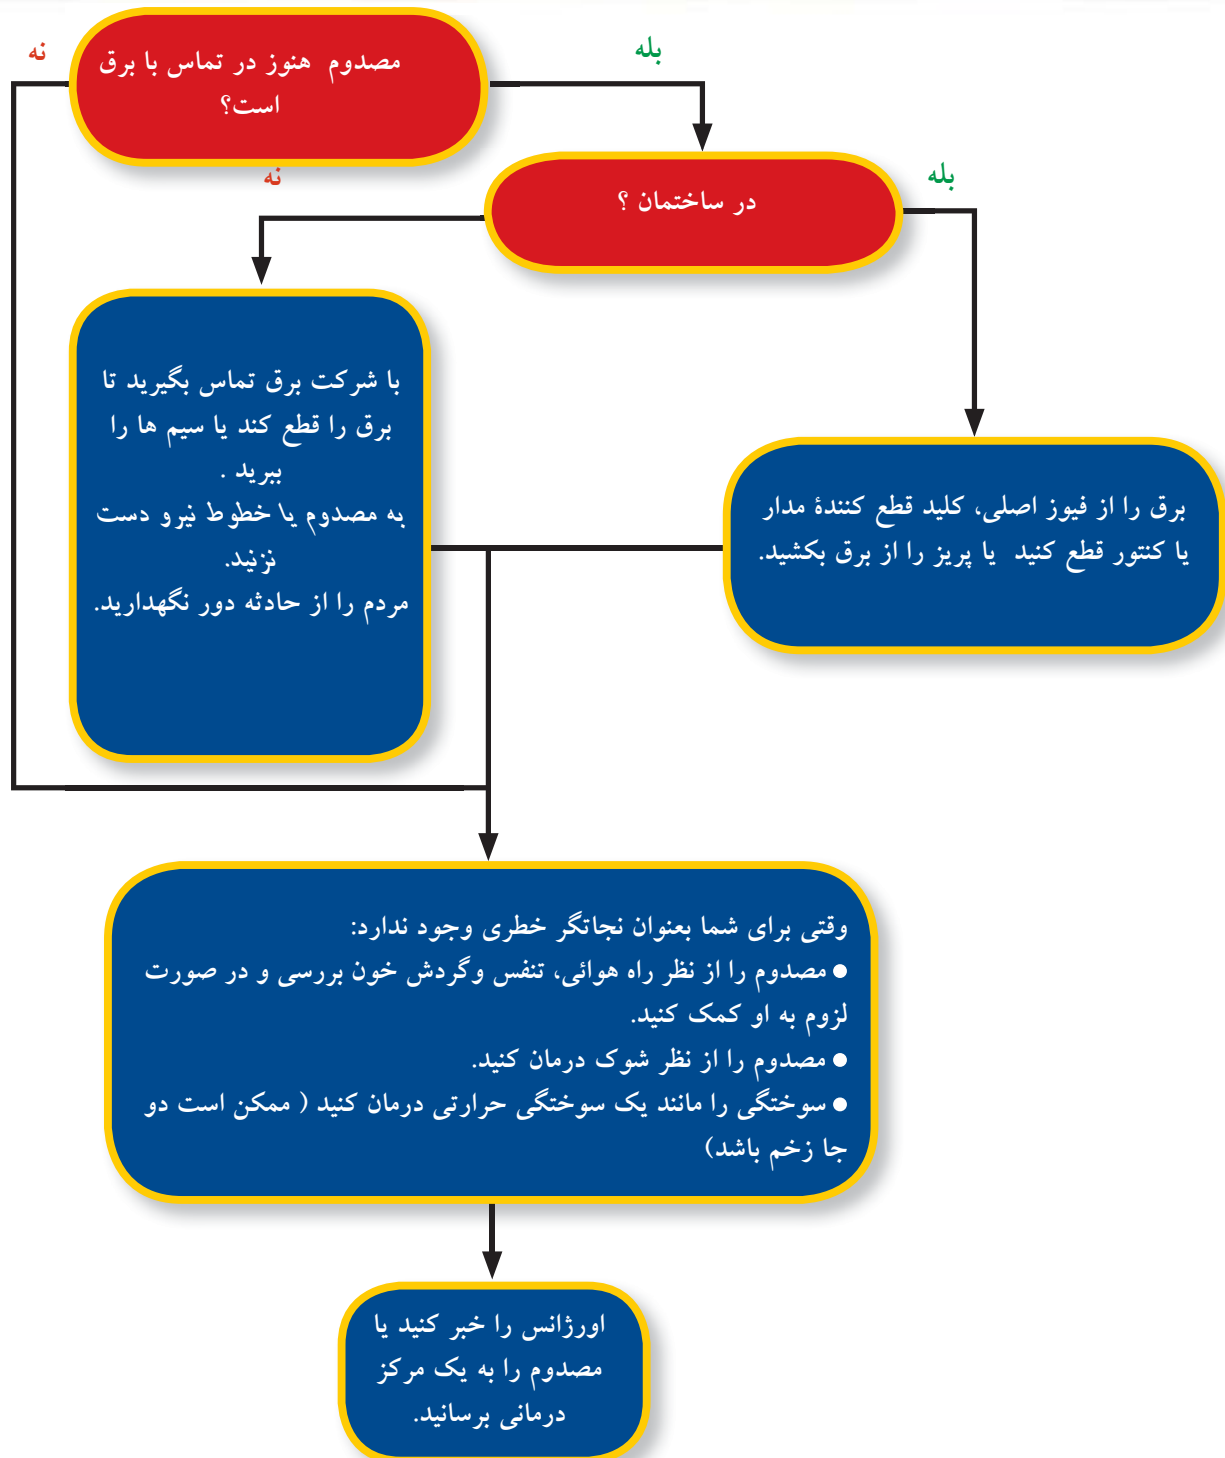 نه
مصدوم هنوز در تماس با برق
است؟
بله
نه
در ساختمان ؟
بله
با شرکت برق تماس بگیرید تا
برق را قطع کند یا سیم ها را
ببرید .
به مصدوم یا خطوط نیرو دست
نزنید.
مردم را از حادثه دور نگهدارید.
برق را از فیوز اصلی، کلید قطع کنندهٔ مدار
یا کنتور قطع کنید یا پریز را از برق بکشید.
وقتی برای شما بعنوان نجاتگر خطری وجود ندارد:
● مصدوم را از نظر راه هوائی، تنفس وگردش خون بررسی و در صورت
لزوم به او کمک کنید.
● مصدوم را از نظر شوک درمان کنید.
● سوختگی را مانند یک سوختگی حرارتی درمان کنید ( ممکن است دو
جا زخم باشد)
اورژانس را خبر کنید یا
مصدوم را به یک مرکز
درمانی برسانید.